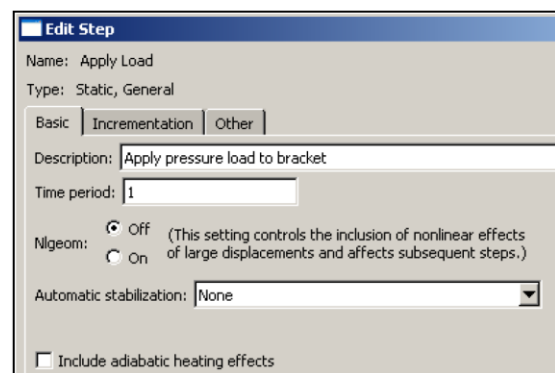 Edit Step
Name: Apply Load
Type: Static, General
Basic Incrementation Other
Description: Apply pressure load to bracket
Time period: 1
Nlgeom: Off (This setting controls the inclusion of nonlinear effects
On of large displacements and affects subsequent steps.)
Automatic stabilization: None
Include adiabatic heating effects